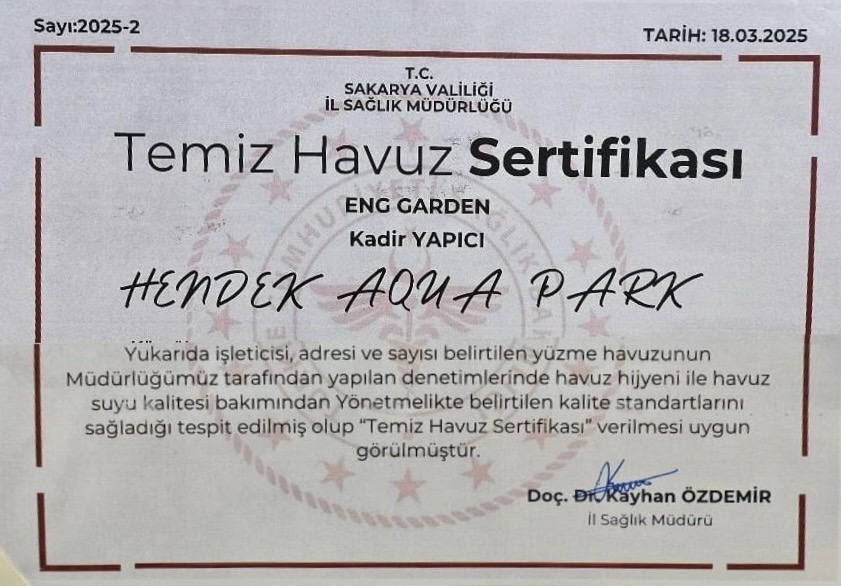 Sayı:2025-2
TARİH: 18.03.2025
T.C.
SAKARYA VALİLİĞİ
İL SAĞLIK MÜDÜRLÜĞÜ
Temiz Havuz Sertifikası
ENG GARDEN
Kadir YAPICI
HENDEK AQUA PARK
Yukarıda işleticisi, adresi ve sayısı belirtilen yüzme havuzunun
Müdürlüğümüz tarafından yapılan denetimlerinde havuz hijyeni ile havuz
suyu kalitesi bakımından Yönetmelikte belirtilen kalite standartlarını
sağladığı tespit edilmiş olup “Temiz Havuz Sertifikası” verilmesi uygun
görülmüştür.
Doç. Dr. Kayhan ÖZDEMİR
İl Sağlık Müdürü